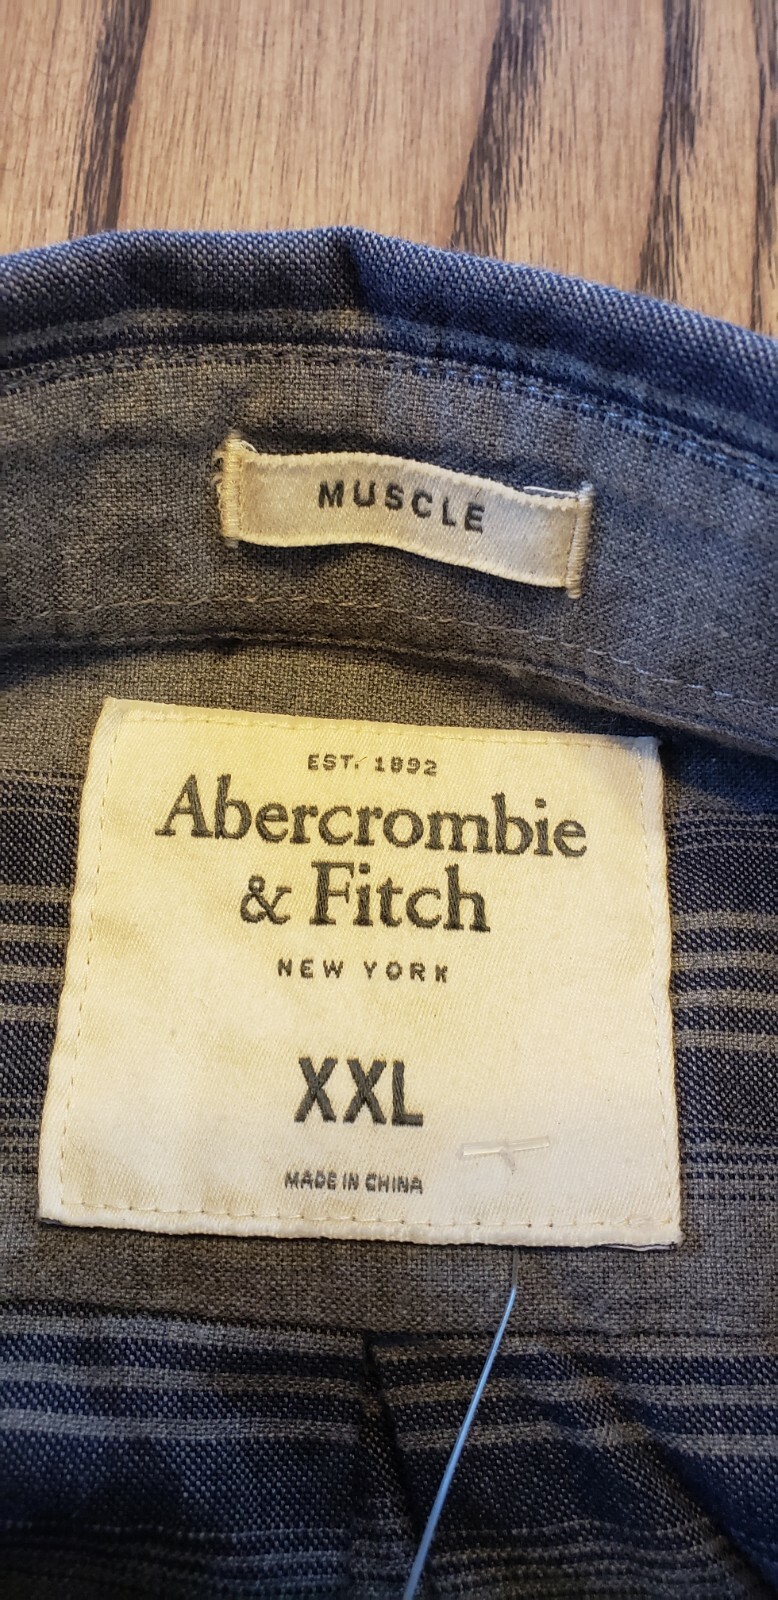 MUSCLE
EST. 1892
Abercrombie
& Fitch
NEW YORK
XXL
MADE IN CHINA